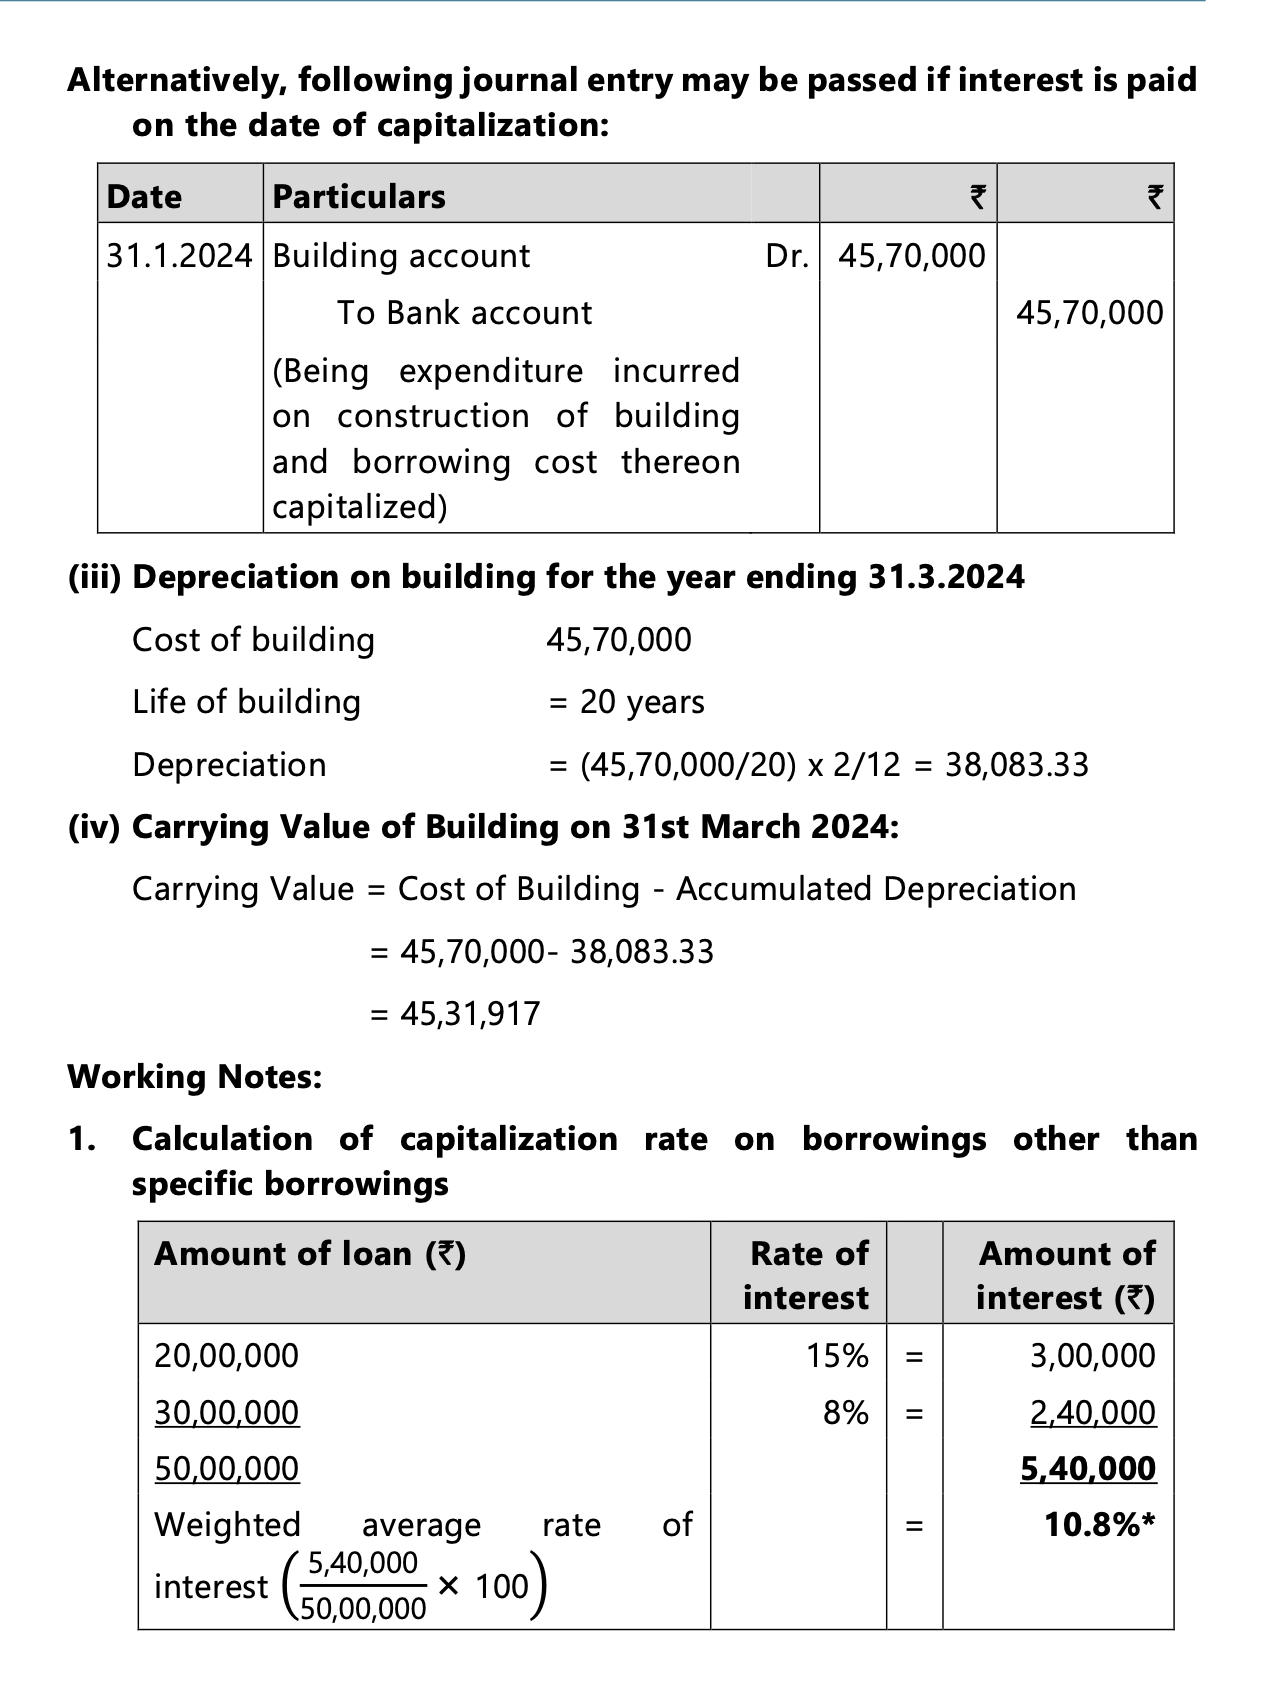 Alternatively, following journal entry may be passed if interest is paid
on the date of capitalization:
Date Particulars ₹ ₹
31.1.2024 Building account Dr. 45,70,000
To Bank account 45,70,000
(Being expenditure incurred
on construction of building
and borrowing cost thereon
capitalized)
(iii) Depreciation on building for the year ending 31.3.2024
Cost of building 45,70,000
Life of building = 20 years
Depreciation = (45,70,000/20) x 2/12 = 38,083.33
(iv) Carrying Value of Building on 31st March 2024:
Carrying Value = Cost of Building - Accumulated Depreciation
= 45,70,000- 38,083.33
= 45,31,917
Working Notes:
1. Calculation of capitalization rate on borrowings other than
specific borrowings
Amount of loan (₹) Rate of Amount of
interest interest (₹)
20,00,000 15% = 3,00,000
30,00,000 8% = 2,40,000
50,00,000 5,40,000
Weighted average rate of = 10.8%*
interest (5,40,000/50,00,000 × 100)